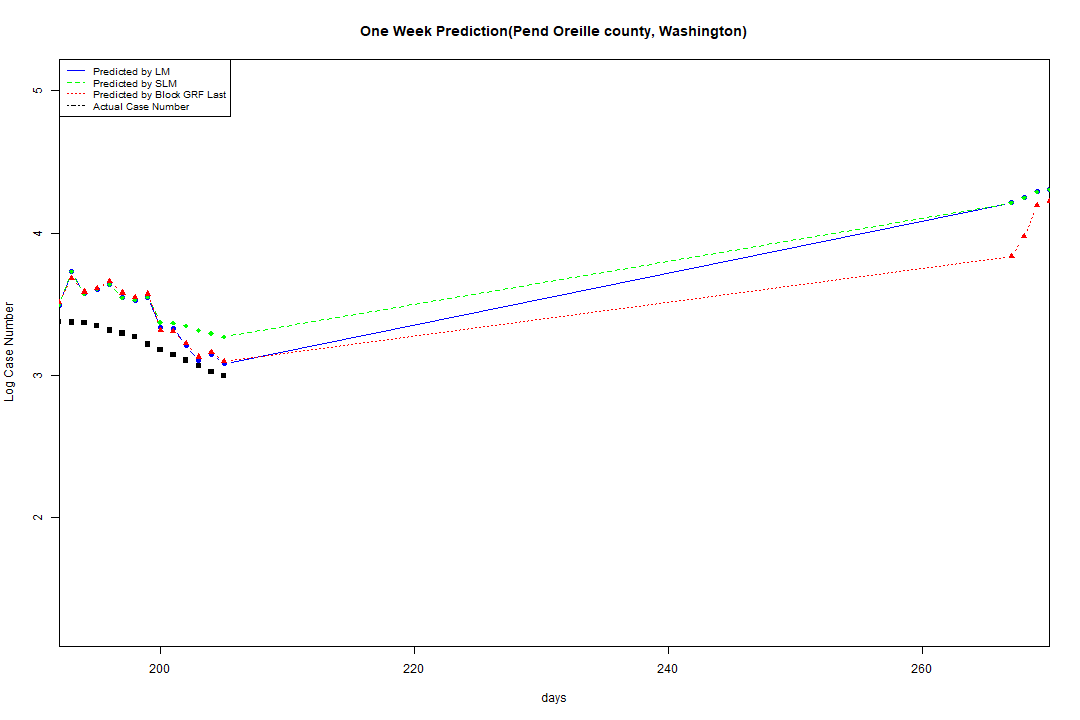 One Week Prediction(Pend Oreille county, Washington)
Predicted by LM
Predicted by SLM
Predicted by Block GRF Last
Actual Case Number
5
4
3
2
Log Case Number
200 220 240 260
days